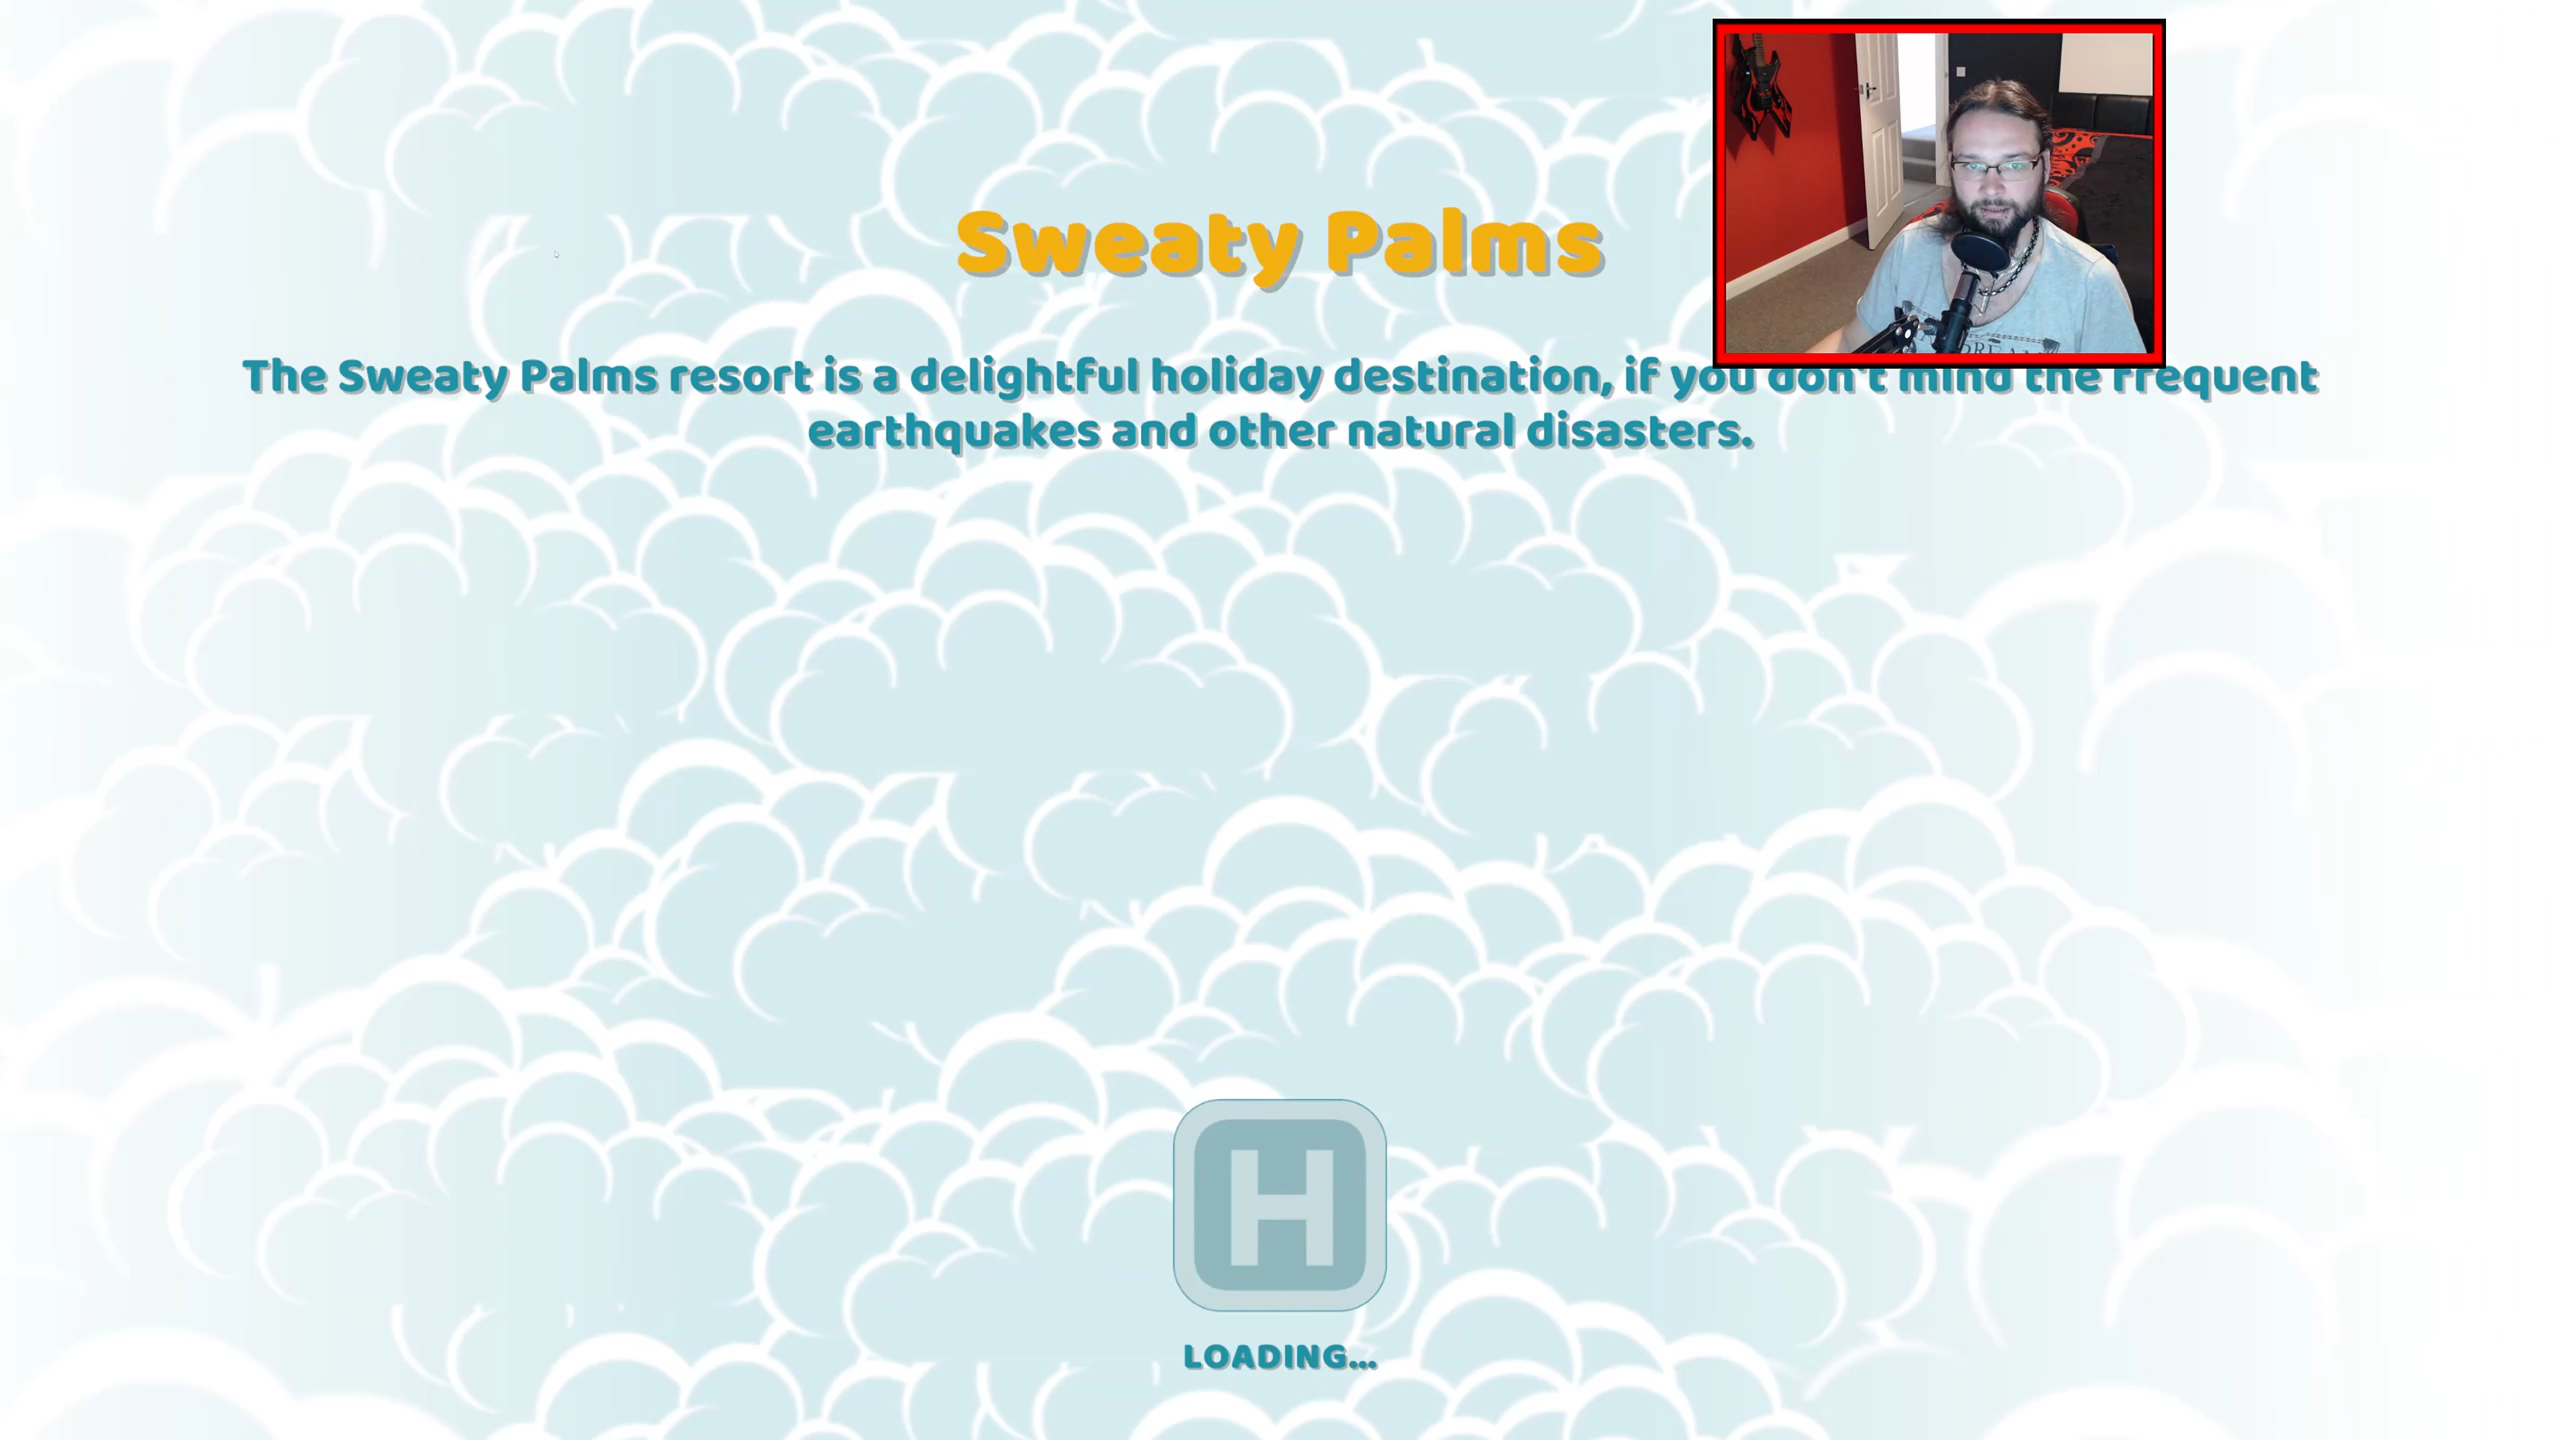 Sweaty Palms
The Sweaty Palms resort is a delightful holiday destination, if you don't mind the frequent
earthquakes and other natural disasters.
H
LOADING...